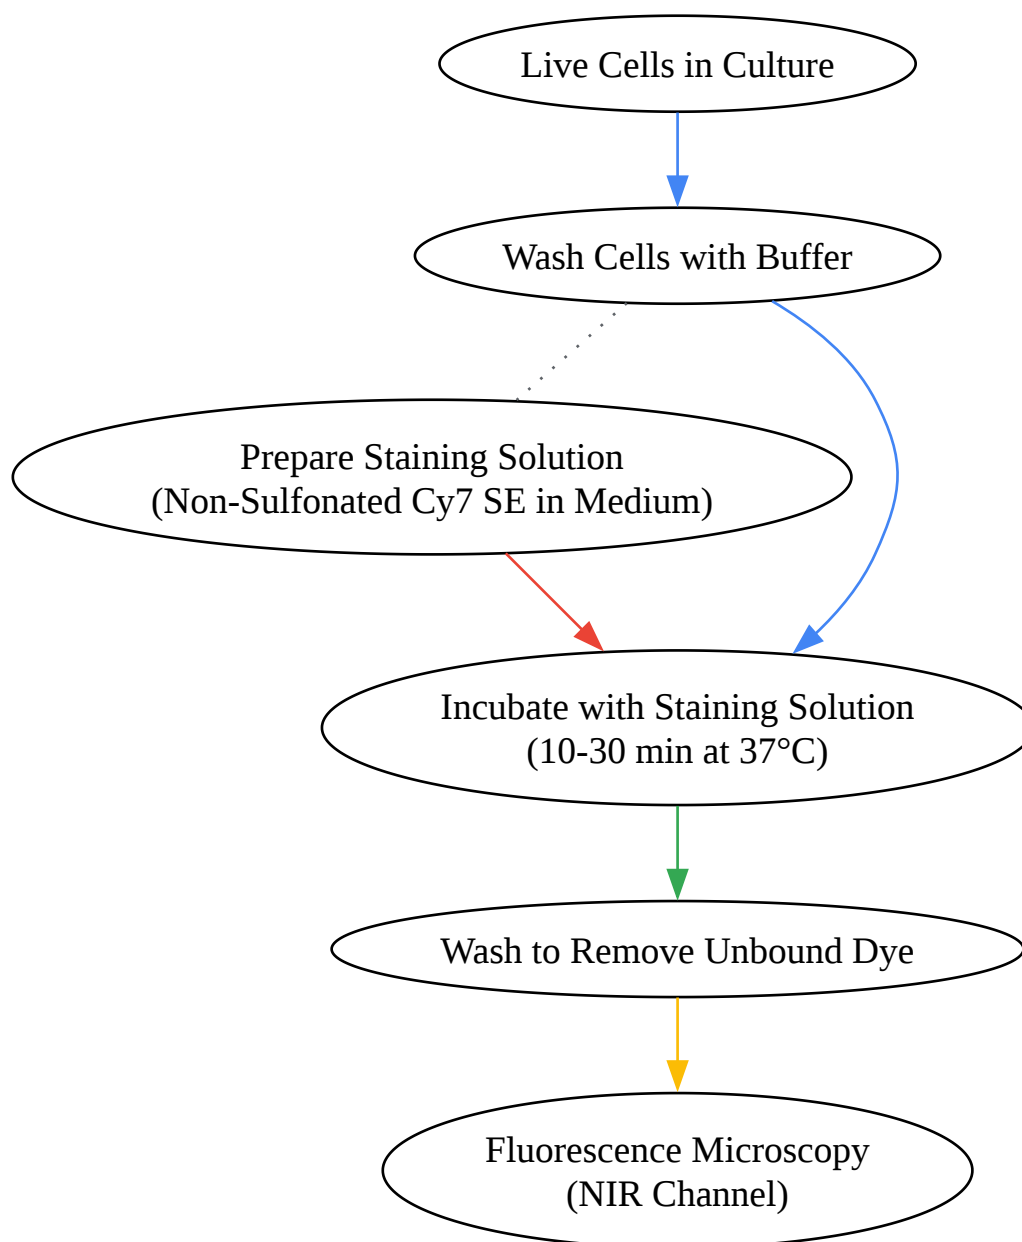 Live Cells in Culture
Wash Cells with Buffer
Prepare Staining Solution
(Non-Sulfonated Cy7 SE in Medium)
Incubate with Staining Solution
(10-30 min at 37°C)
Wash to Remove Unbound Dye
Fluorescence Microscopy
(NIR Channel)